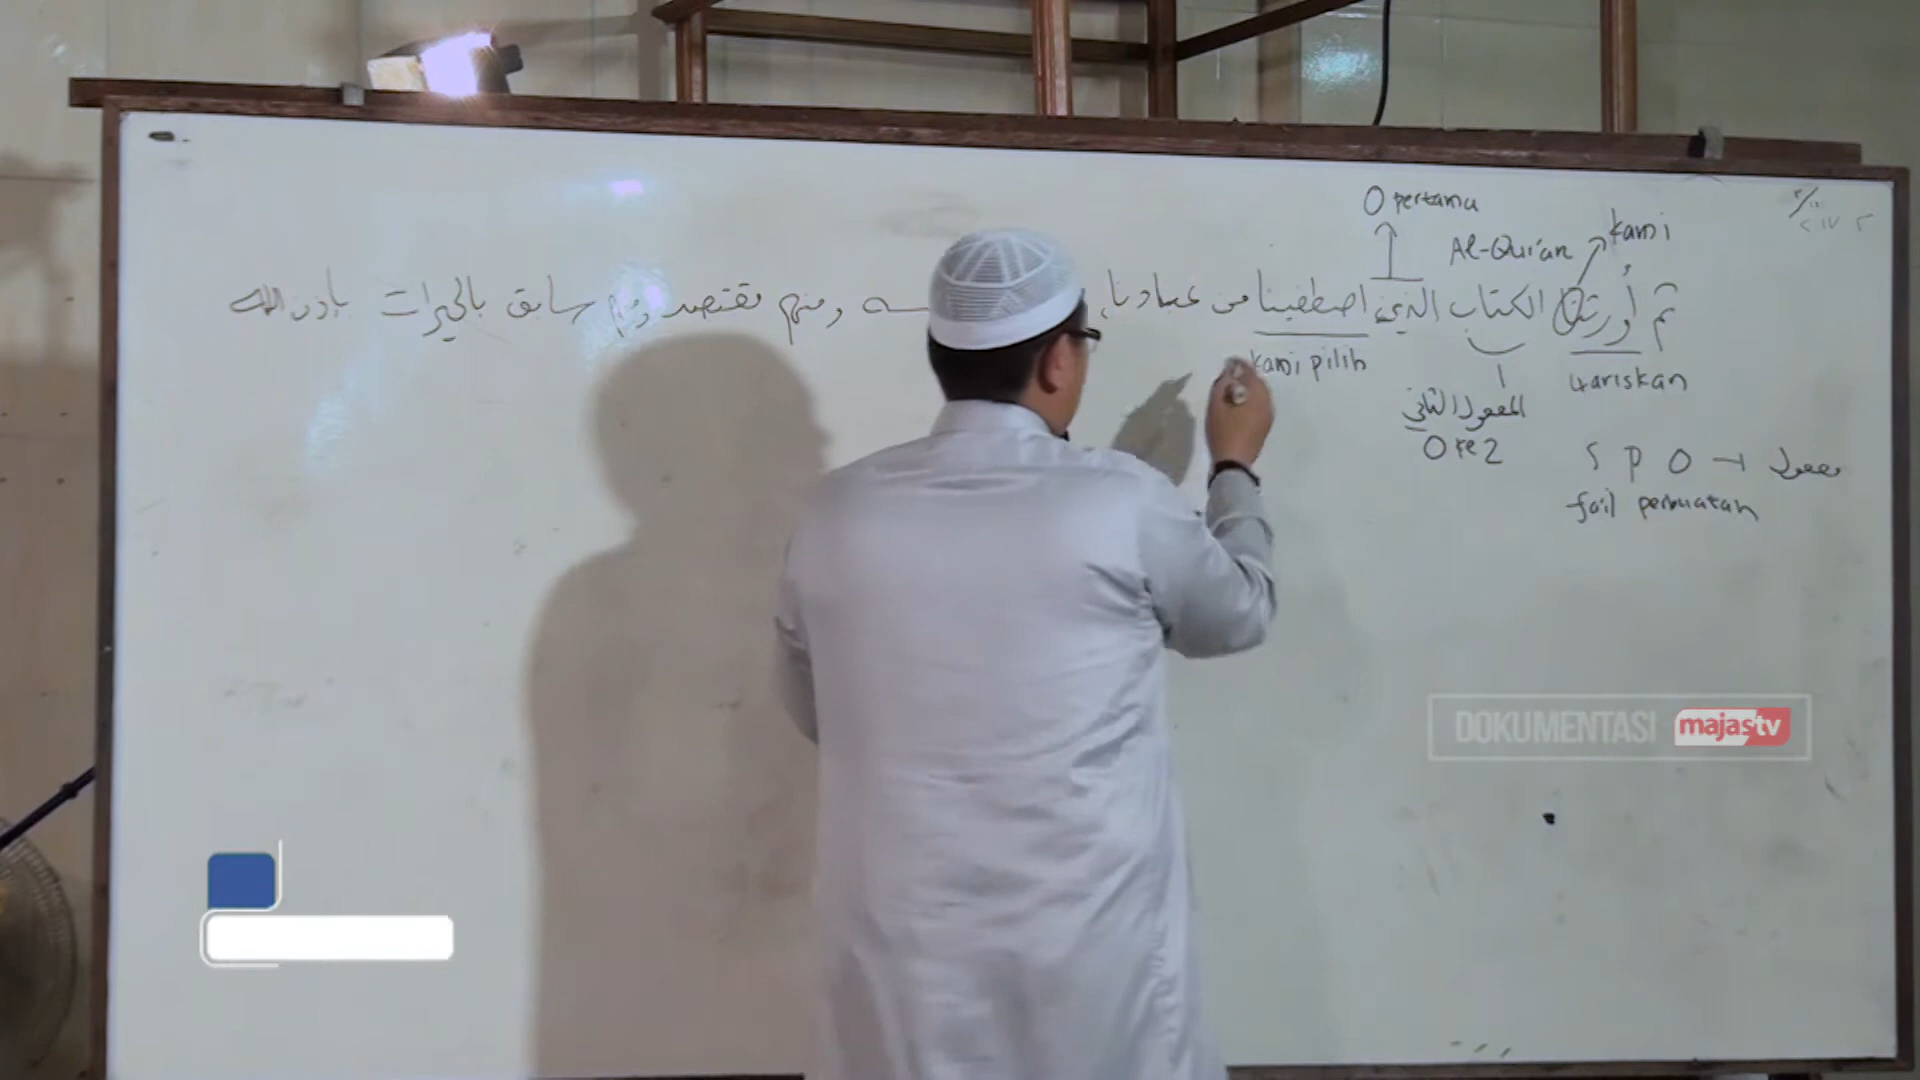 O pertama
Al-Qur'an
kami
ثم أورثنا الكتاب الذين اصطفينا من عبادنا
ـسه ومنهم مقتصد ومنهم سابق بالخيرات بإذن الله
kami pilih
wariskan
المفعول الثاني
O ke 2
S P O → مفعول
fa'il perbuatan
DOKUMENTASI majastv